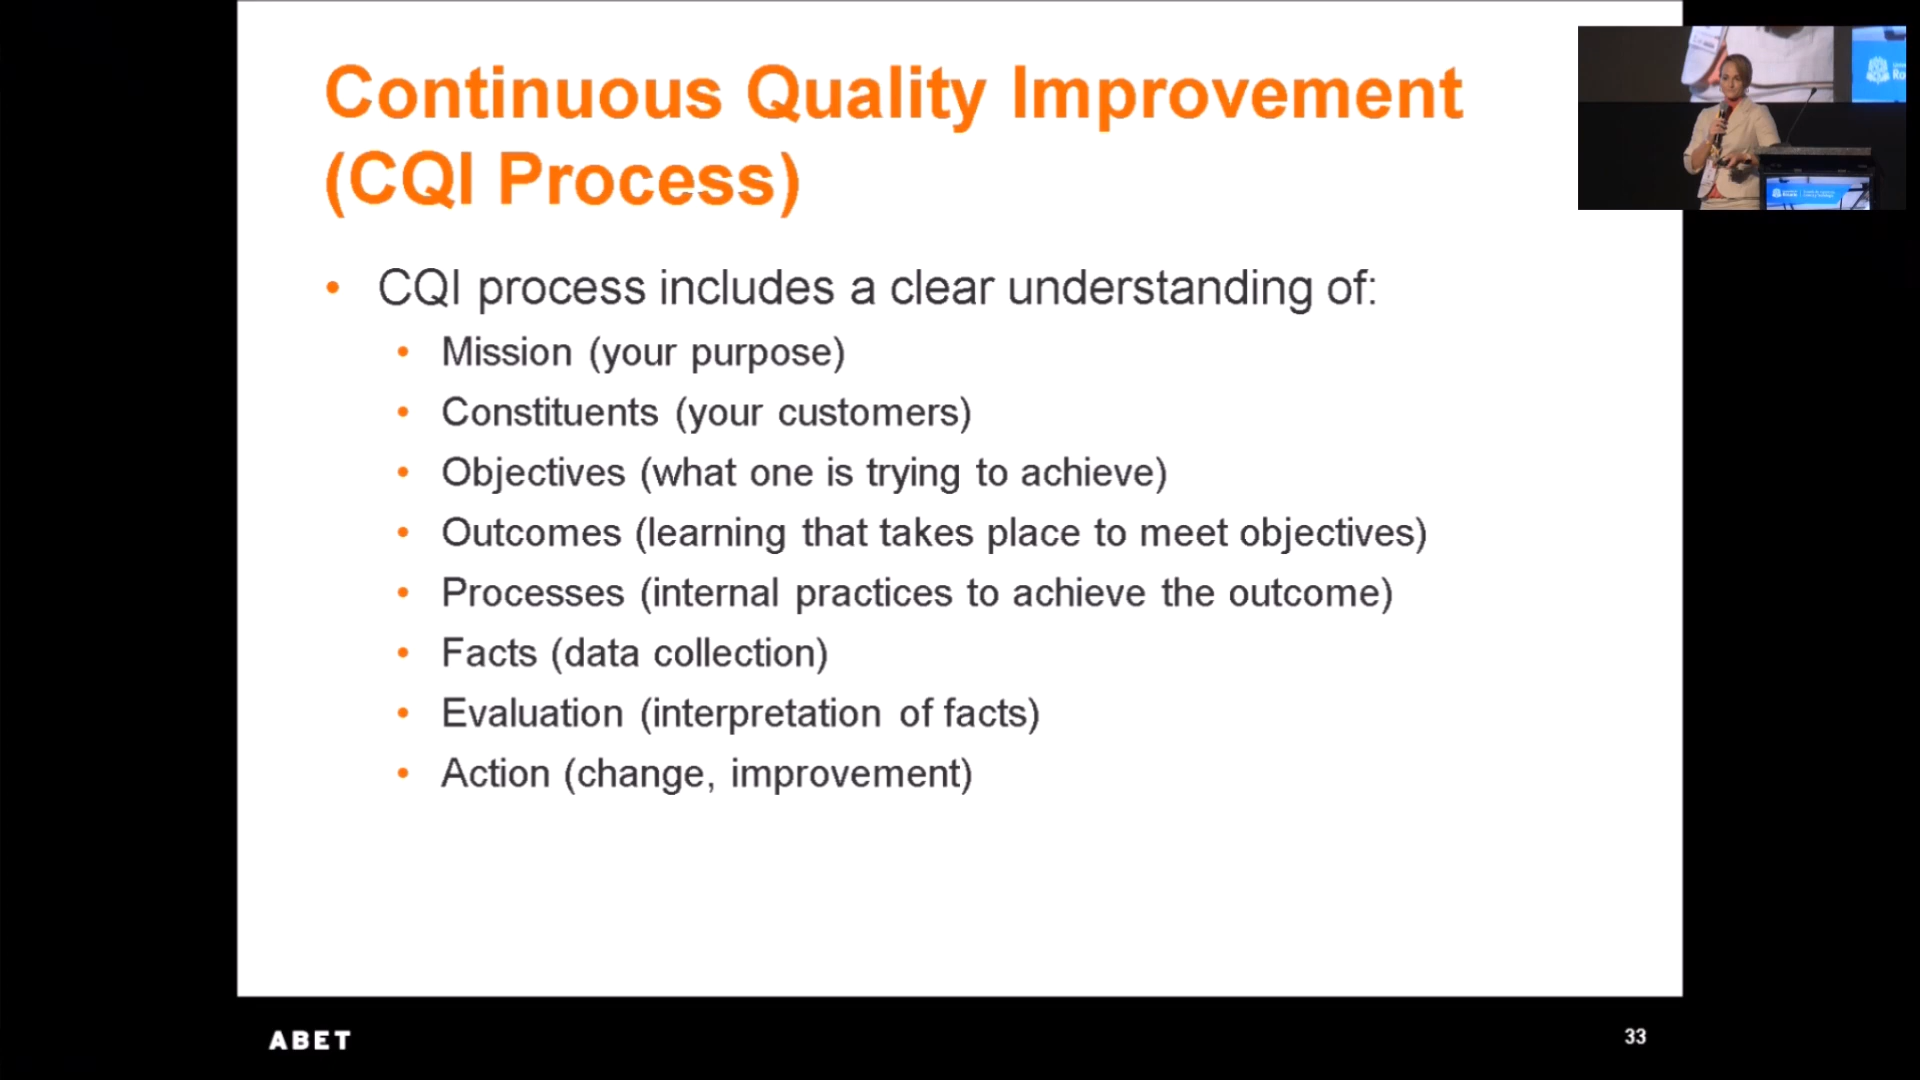 Continuous Quality Improvement
(CQI Process)
• CQI process includes a clear understanding of:
• Mission (your purpose)
• Constituents (your customers)
• Objectives (what one is trying to achieve)
• Outcomes (learning that takes place to meet objectives)
• Processes (internal practices to achieve the outcome)
• Facts (data collection)
• Evaluation (interpretation of facts)
• Action (change, improvement)
ABET
33